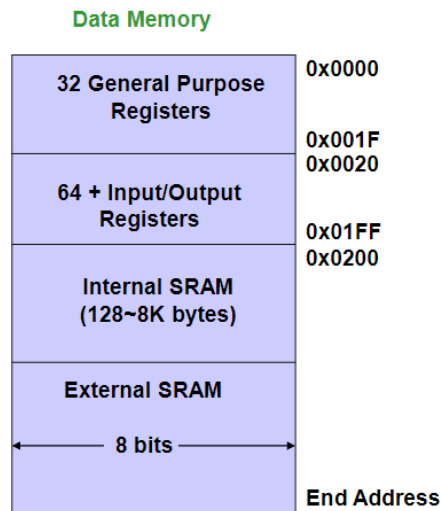 Data Memory
32 General Purpose
Registers
0x0000
0x001F
0x0020
64 + Input/Output
Registers
0x01FF
0x0200
Internal SRAM
(128~8K bytes)
External SRAM
8 bits
End Address